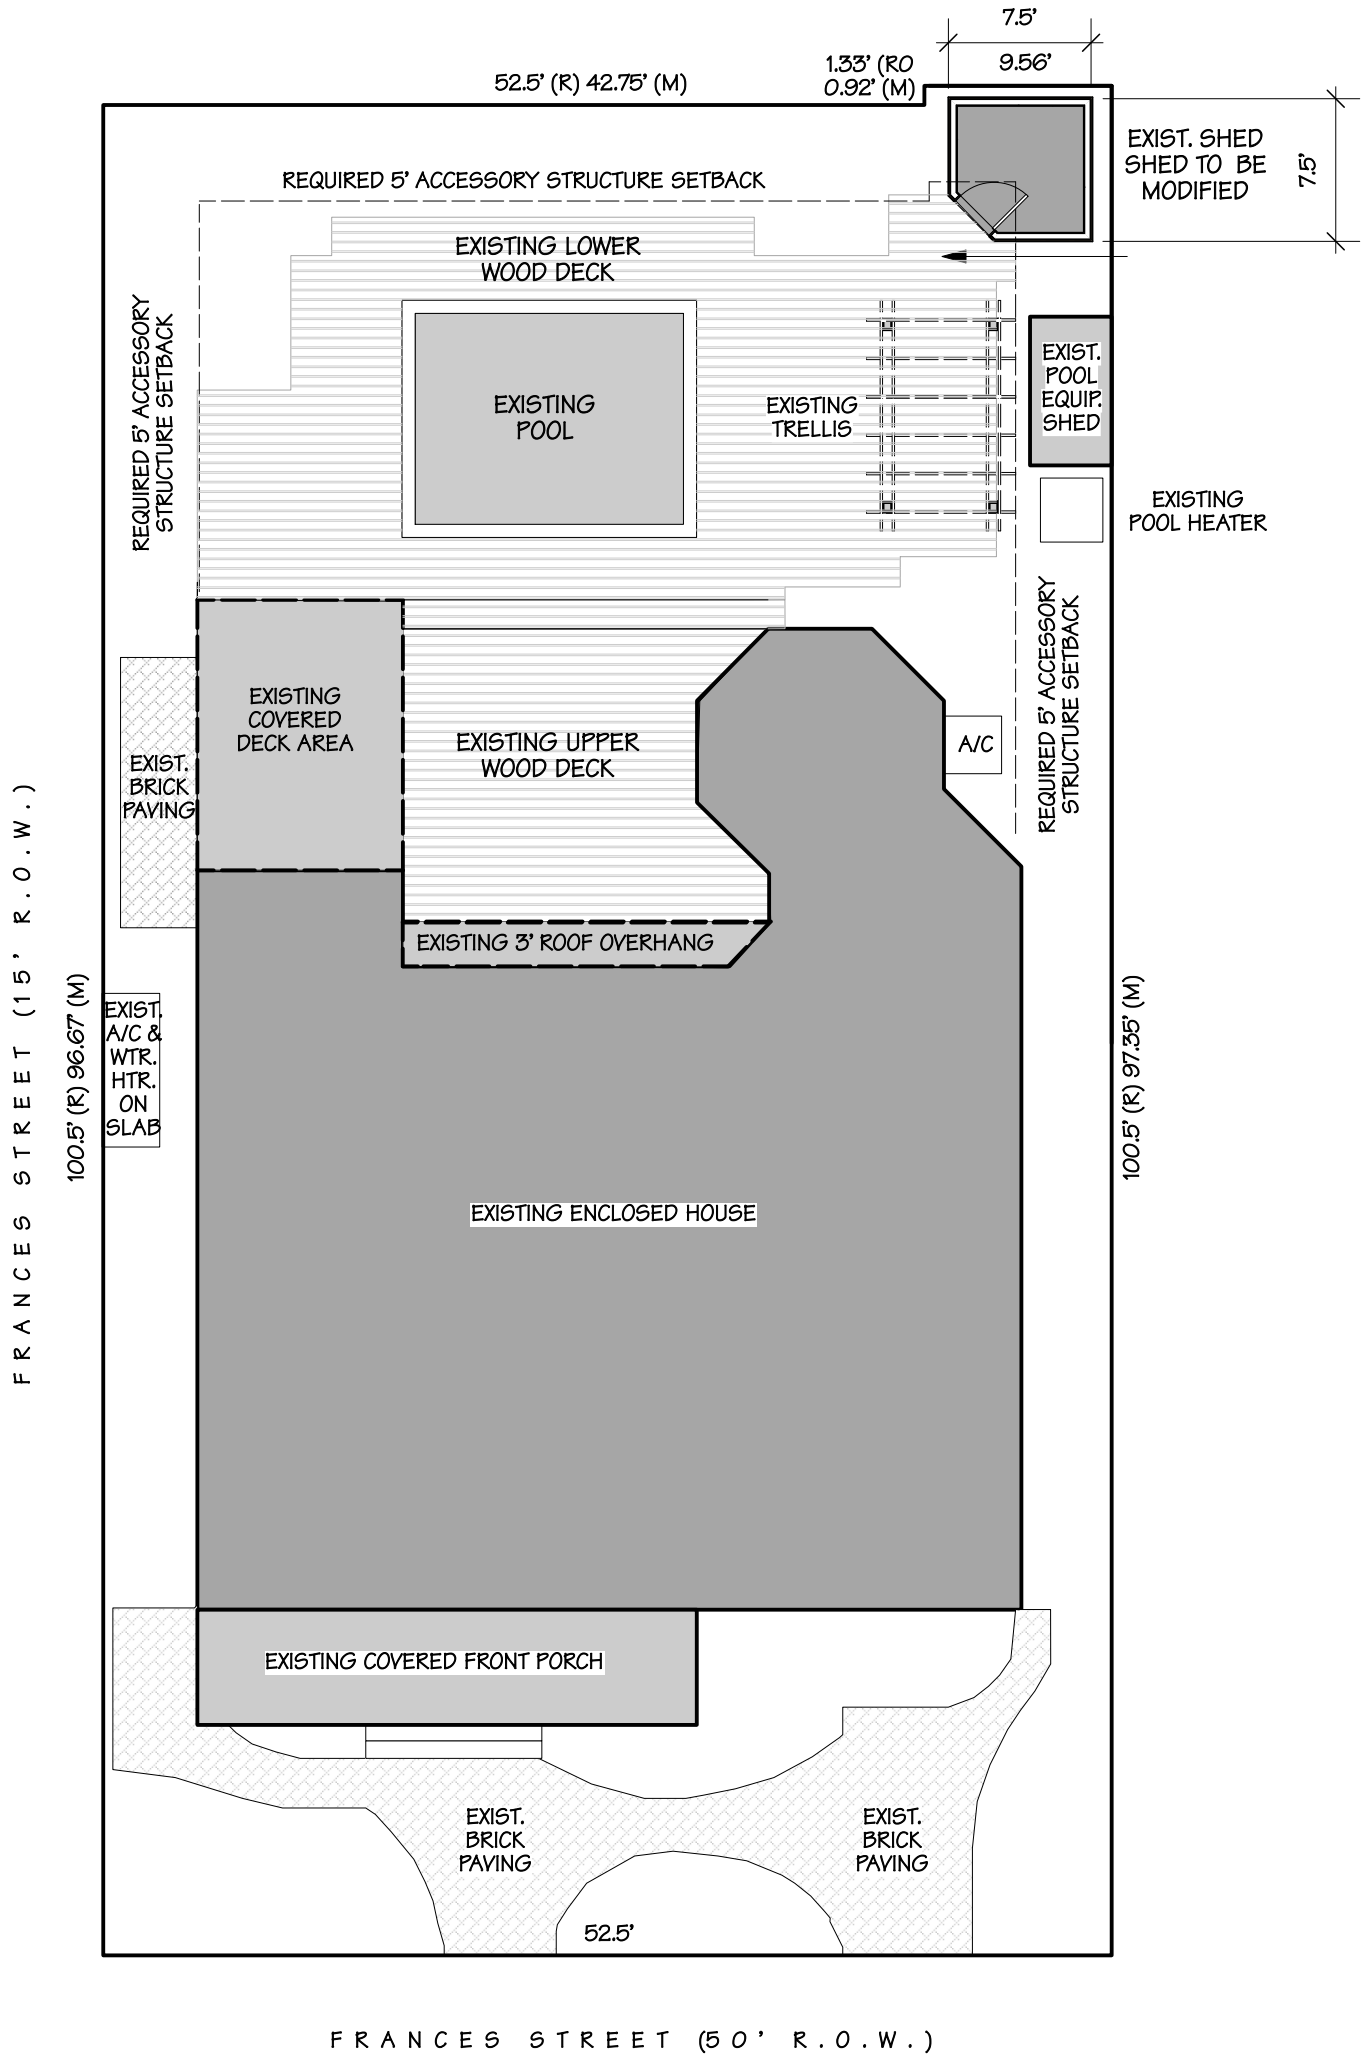 7.5'
52.5' (R) 42.75' (M)
1.33' (RO
0.92' (M)
9.56'
EXIST. SHED
SHED TO BE
MODIFIED
7.5'
REQUIRED 5' ACCESSORY STRUCTURE SETBACK
EXISTING LOWER
WOOD DECK
REQUIRED 5' ACCESSORY
STRUCTURE SETBACK
EXISTING
POOL
EXISTING
TRELLIS
EXIST.
POOL
EQUIP.
SHED
EXISTING
POOL HEATER
REQUIRED 5' ACCESSORY
STRUCTURE SETBACK
EXISTING
COVERED
DECK AREA
EXISTING UPPER
WOOD DECK
A/C
EXIST.
BRICK
PAVING
EXISTING 3' ROOF OVERHANG
FRANCES STREET (15' R.O.W.)
100.5' (R) 96.67' (M)
EXIST.
A/C &
WTR.
HTR.
ON
SLAB
100.5' (R) 97.35' (M)
EXISTING ENCLOSED HOUSE
EXISTING COVERED FRONT PORCH
EXIST.
BRICK
PAVING
EXIST.
BRICK
PAVING
52.5'
FRANCES STREET (50' R.O.W.)